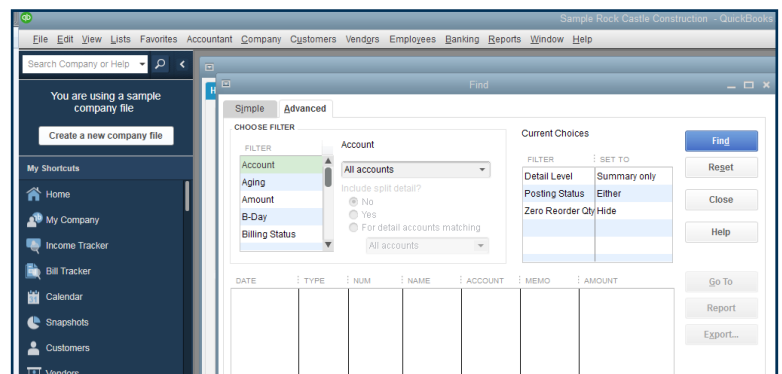 Sample Rock Castle Construction - QuickBooks
File Edit View Lists Favorites Accountant Company Customers Vendors Employees Banking Reports Window Help
Search Company or Help
You are using a sample
company file
Create a new company file
My Shortcuts
Home
My Company
Income Tracker
Bill Tracker
Calendar
Snapshots
Customers
Vendors
H
Find
Simple Advanced
CHOOSE FILTER
FILTER
Account
Aging
Amount
B-Day
Billing Status
Account
All accounts
Include split detail?
No
Yes
For detail accounts matching
All accounts
Current Choices
FILTER SET TO
Detail Level Summary only
Posting Status Either
Zero Reorder Qty Hide
Find
Reset
Close
Help
Go To
Report
Export...
DATE TYPE NUM NAME ACCOUNT MEMO AMOUNT